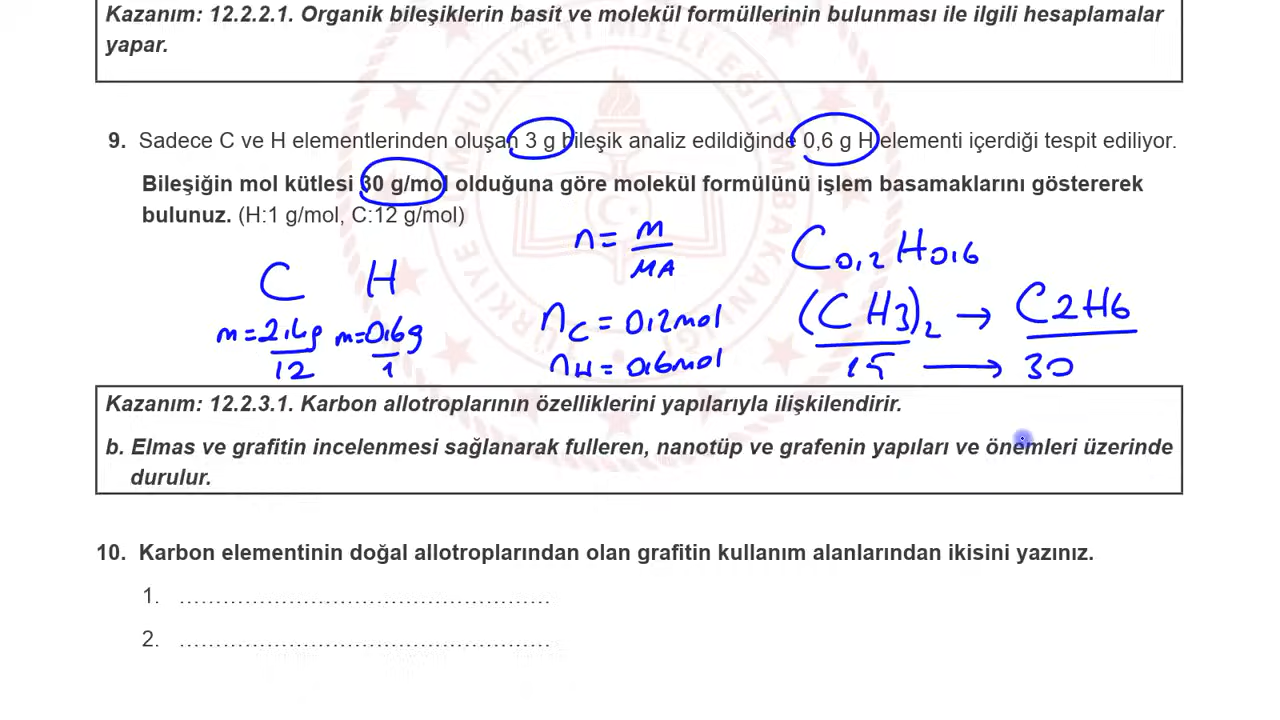 Kazanım: 12.2.2.1. Organik bileşiklerin basit ve molekül formüllerinin bulunması ile ilgili hesaplamalar
yapar.
9. Sadece C ve H elementlerinden oluşan 3 g bileşik analiz edildiğinde 0,6 g H elementi içerdiği tespit ediliyor.
Bileşiğin mol kütlesi 30 g/mol olduğuna göre molekül formülünü işlem basamaklarını göstererek
bulunuz. (H:1 g/mol, C:12 g/mol)
n = m / MA
C0,2H0,6
C H
m=2,4g / 12 m=0,6g / 1
nC = 0,2mol
nH = 0,6mol
(CH3)2 → C2H6
15 → 30
Kazanım: 12.2.3.1. Karbon allotroplarının özelliklerini yapılarıyla ilişkilendirir.
b. Elmas ve grafitin incelenmesi sağlanarak fulleren, nanotüp ve grafenin yapıları ve önemleri üzerinde
durulur.
10. Karbon elementinin doğal allotroplarından olan grafitin kullanım alanlarından ikisini yazınız.
1. ...................................................
2. ...................................................